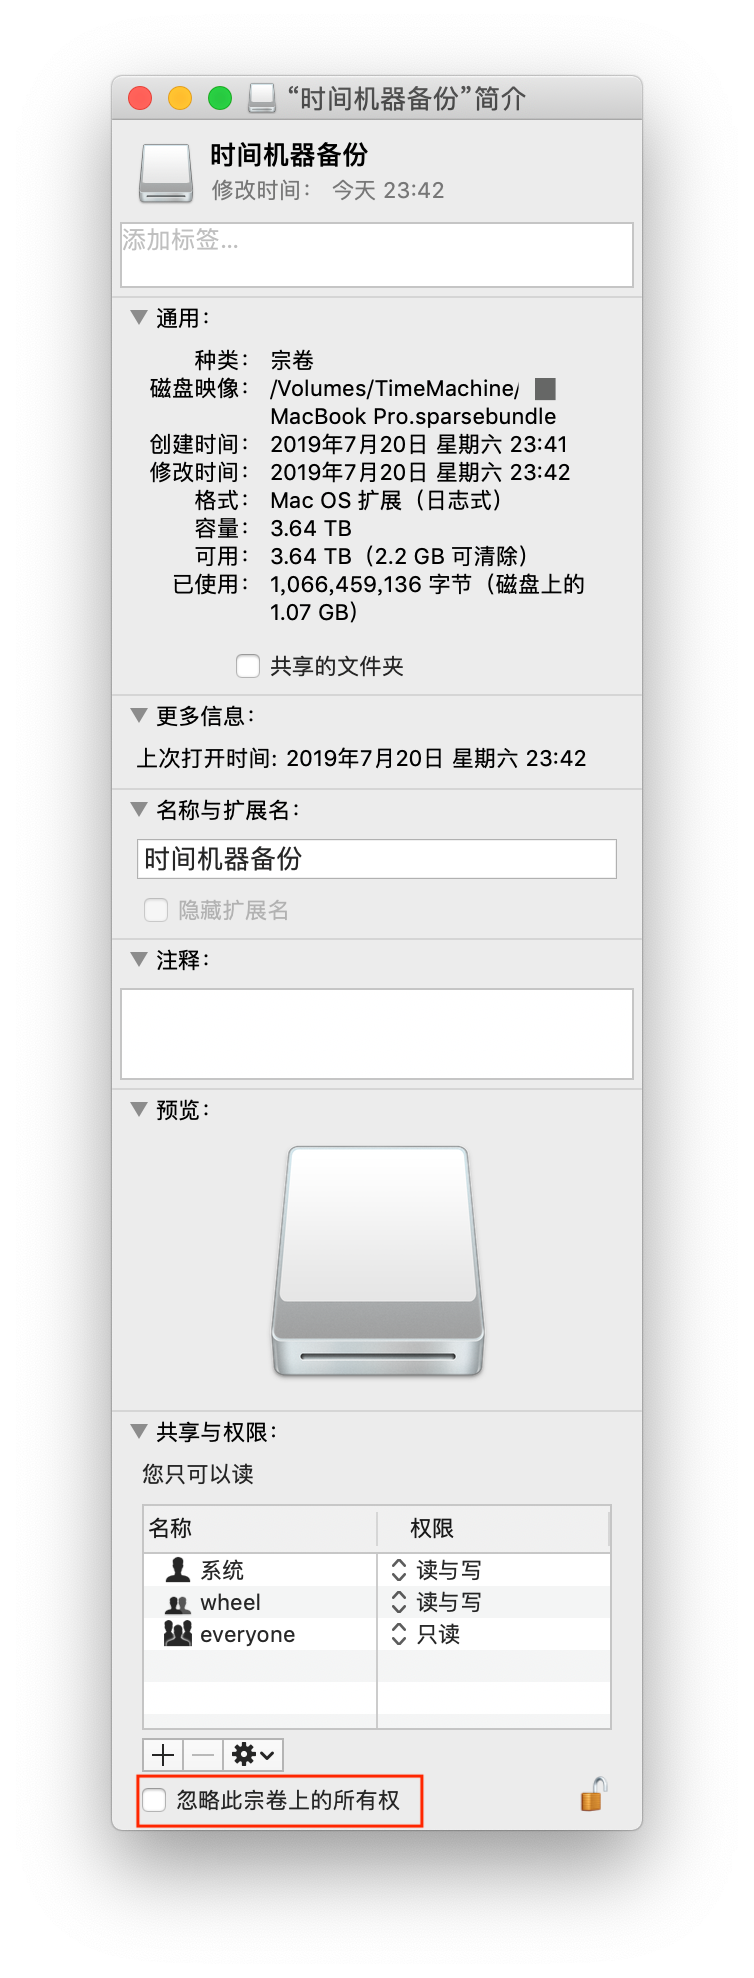 “时间机器备份”简介
时间机器备份
修改时间： 今天 23:42
添加标签...
通用：
种类： 宗卷
磁盘映像： /Volumes/TimeMachine/
MacBook Pro.sparsebundle
创建时间： 2019年7月20日 星期六 23:41
修改时间： 2019年7月20日 星期六 23:42
格式： Mac OS 扩展（日志式）
容量： 3.64 TB
可用： 3.64 TB（2.2 GB 可清除）
已使用： 1,066,459,136 字节（磁盘上的
1.07 GB）
共享的文件夹
更多信息：
上次打开时间: 2019年7月20日 星期六 23:42
名称与扩展名：
时间机器备份
隐藏扩展名
注释：
预览：
共享与权限：
您只可以读
名称 权限
系统 读与写
wheel 读与写
everyone 只读
忽略此宗卷上的所有权